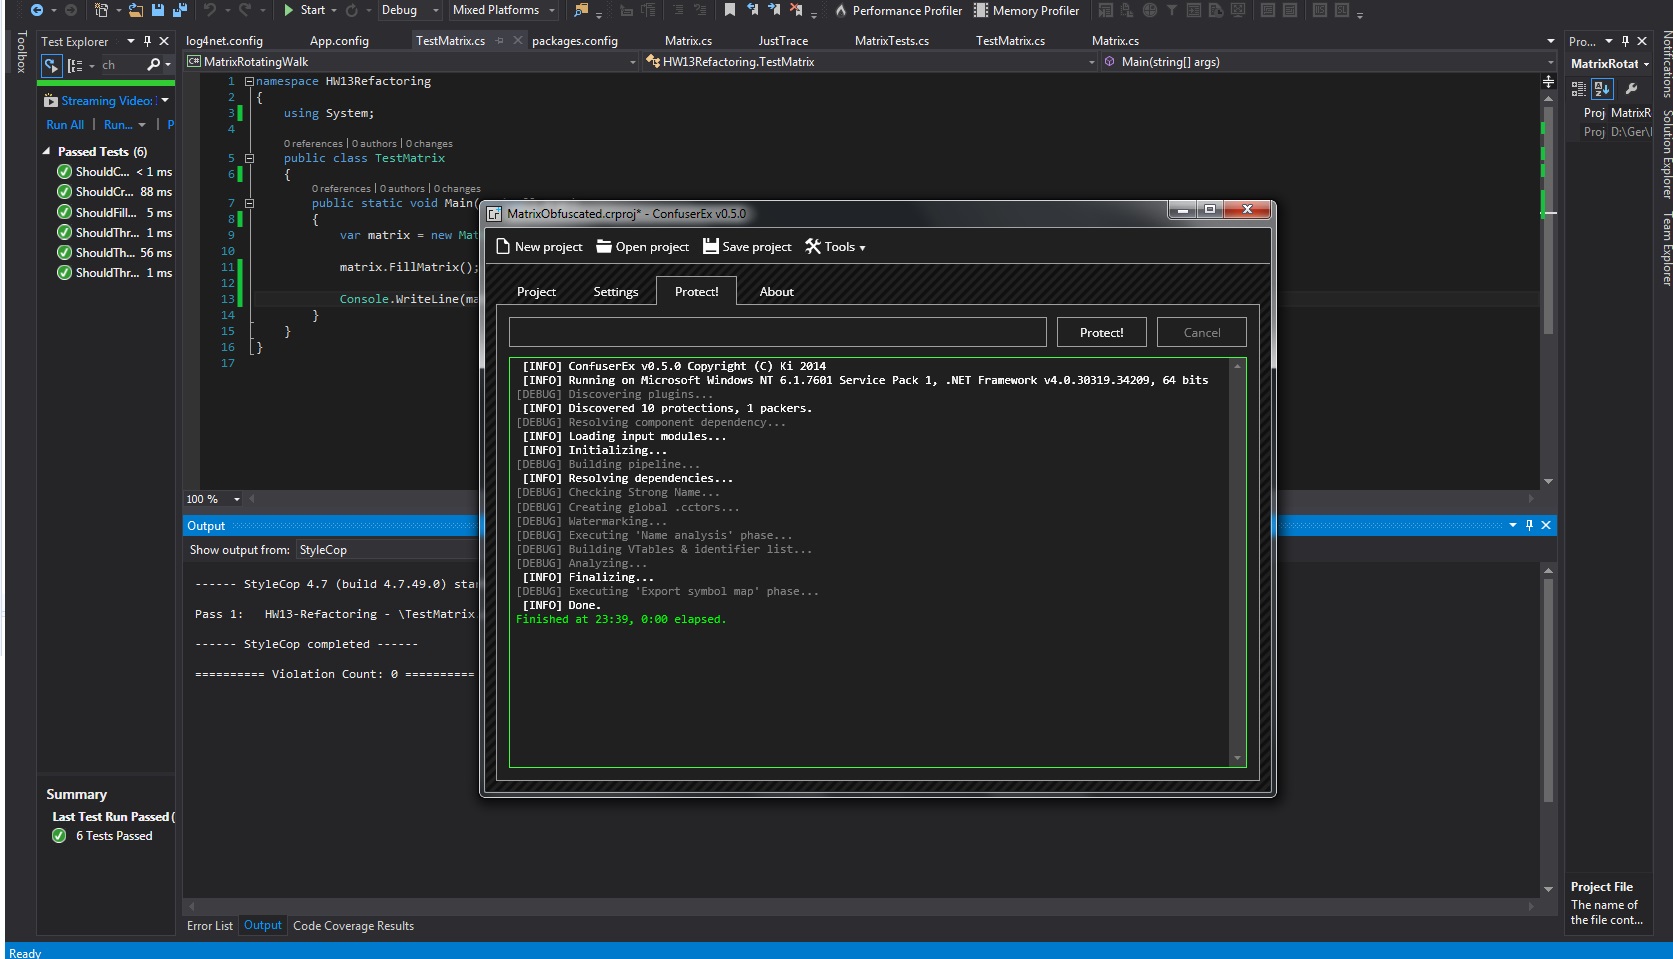 Start
Debug
Mixed Platforms
Performance Profiler
Memory Profiler
Toolbox
Test Explorer
ch
Streaming Video:
Run All | Run... | P
Passed Tests (6)
ShouldC... < 1 ms
ShouldCr... 88 ms
ShouldFill... 5 ms
ShouldThr... 1 ms
ShouldTh... 56 ms
ShouldThr... 1 ms
Summary
Last Test Run Passed (
6 Tests Passed
log4net.config App.config TestMatrix.cs packages.config Matrix.cs JustTrace MatrixTests.cs TestMatrix.cs Matrix.cs
MatrixRotatingWalk HW13Refactoring.TestMatrix Main(string[] args)
1 namespace HW13Refactoring
2 {
3 using System;
4
0 references | 0 authors | 0 changes
5 public class TestMatrix
6 {
0 references | 0 authors | 0 changes
7 public static void Main(
8 {
9 var matrix = new Mat
10
11 matrix.FillMatrix();
12
13 Console.WriteLine(ma
14 }
15 }
16 }
17
100 %
Output
Show output from: StyleCop
------ StyleCop 4.7 (build 4.7.49.0) star
Pass 1: HW13-Refactoring - \TestMatrix
------ StyleCop completed ------
========== Violation Count: 0 ==========
Error List Output Code Coverage Results
Ready
MatrixObfuscated.crproj* - ConfuserEx v0.5.0
New project Open project Save project Tools
Project Settings Protect! About
Protect! Cancel
[INFO] ConfuserEx v0.5.0 Copyright (C) Ki 2014
[INFO] Running on Microsoft Windows NT 6.1.7601 Service Pack 1, .NET Framework v4.0.30319.34209, 64 bits
[DEBUG] Discovering plugins...
[INFO] Discovered 10 protections, 1 packers.
[DEBUG] Resolving component dependency...
[INFO] Loading input modules...
[INFO] Initializing...
[DEBUG] Building pipeline...
[INFO] Resolving dependencies...
[DEBUG] Checking Strong Name...
[DEBUG] Creating global .cctors...
[DEBUG] Watermarking...
[DEBUG] Executing 'Name analysis' phase...
[DEBUG] Building VTables & identifier list...
[DEBUG] Analyzing...
[INFO] Finalizing...
[DEBUG] Executing 'Export symbol map' phase...
[INFO] Done.
Finished at 23:39, 0:00 elapsed.
Pro...
MatrixRotat
Proj MatrixR
Proj D:\Ger\
Project File
The name of
the file cont...
Notifications
Solution Explorer
Team Explorer